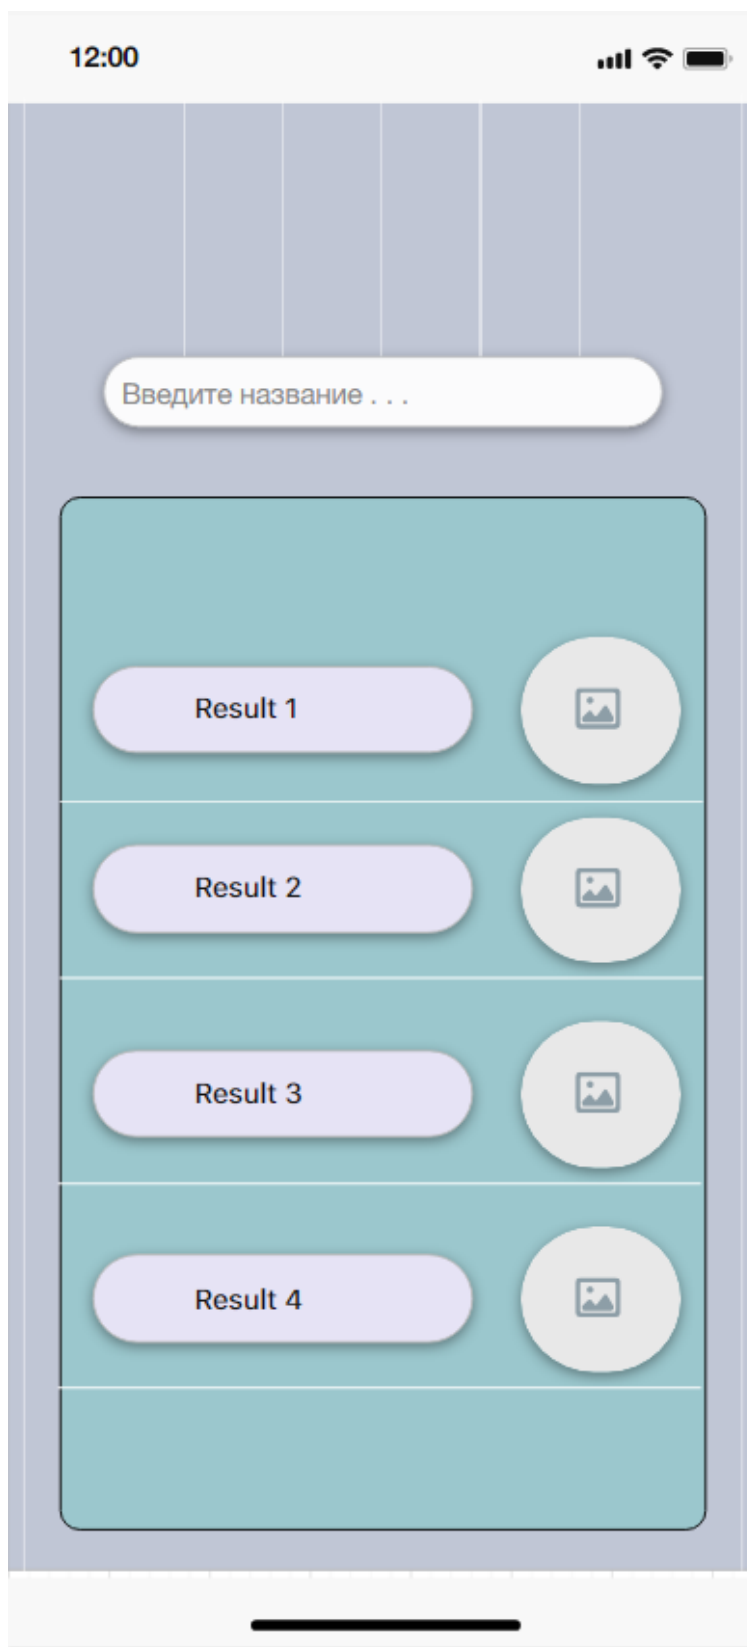 12:00
Введите название . . .
Result 1
Result 2
Result 3
Result 4